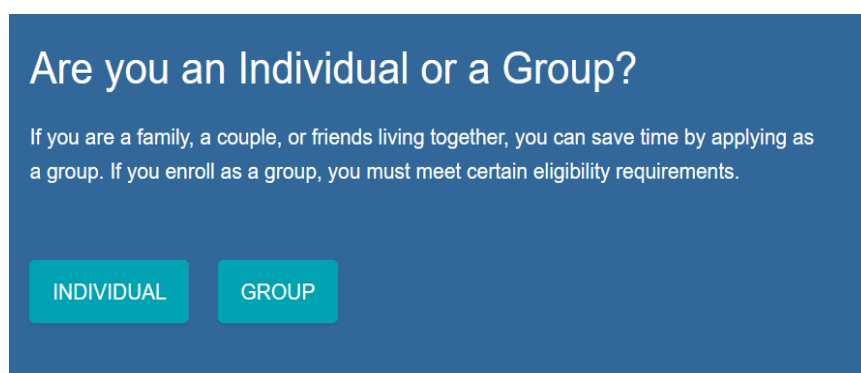 Are you an Individual or a Group?
If you are a family, a couple, or friends living together, you can save time by applying as
a group. If you enroll as a group, you must meet certain eligibility requirements.
INDIVIDUAL GROUP